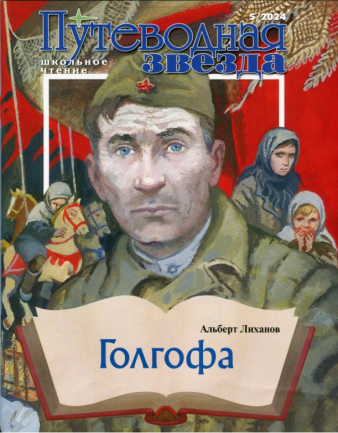 Путеводная
5/2024
школьное
чтение
звезда
Альберт Лиханов
Голгофа